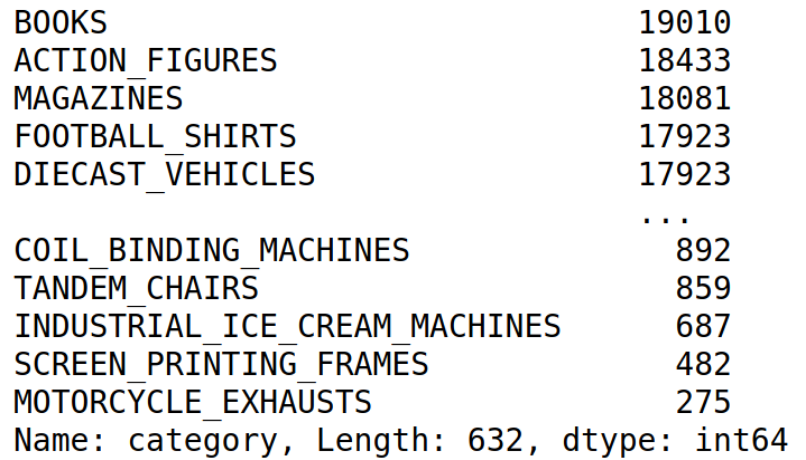 BOOKS 19010
ACTION_FIGURES 18433
MAGAZINES 18081
FOOTBALL_SHIRTS 17923
DIECAST_VEHICLES 17923
...
COIL_BINDING_MACHINES 892
TANDEM_CHAIRS 859
INDUSTRIAL_ICE_CREAM_MACHINES 687
SCREEN_PRINTING_FRAMES 482
MOTORCYCLE_EXHAUSTS 275
Name: category, Length: 632, dtype: int64